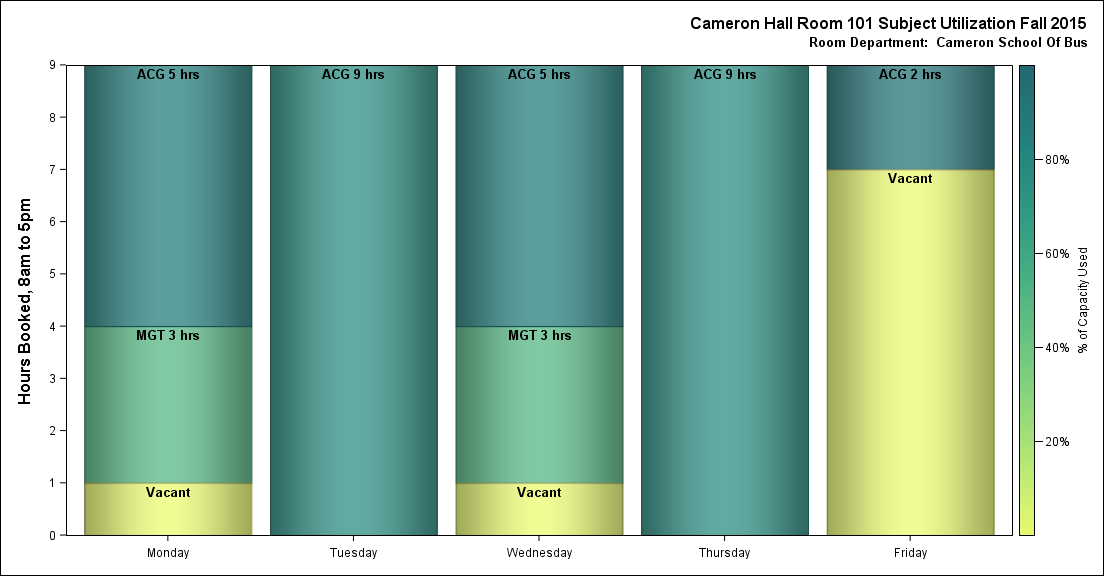 Cameron Hall Room 101 Subject Utilization Fall 2015
Room Department:  Cameron School Of Bus
Hours Booked, 8am to 5pm
9
8
7
6
5
4
3
2
1
0
ACG 5 hrs
MGT 3 hrs
Vacant
ACG 9 hrs
ACG 5 hrs
MGT 3 hrs
Vacant
ACG 9 hrs
ACG 2 hrs
Vacant
Monday
Tuesday
Wednesday
Thursday
Friday
80%
60%
40%
20%
% of Capacity Used